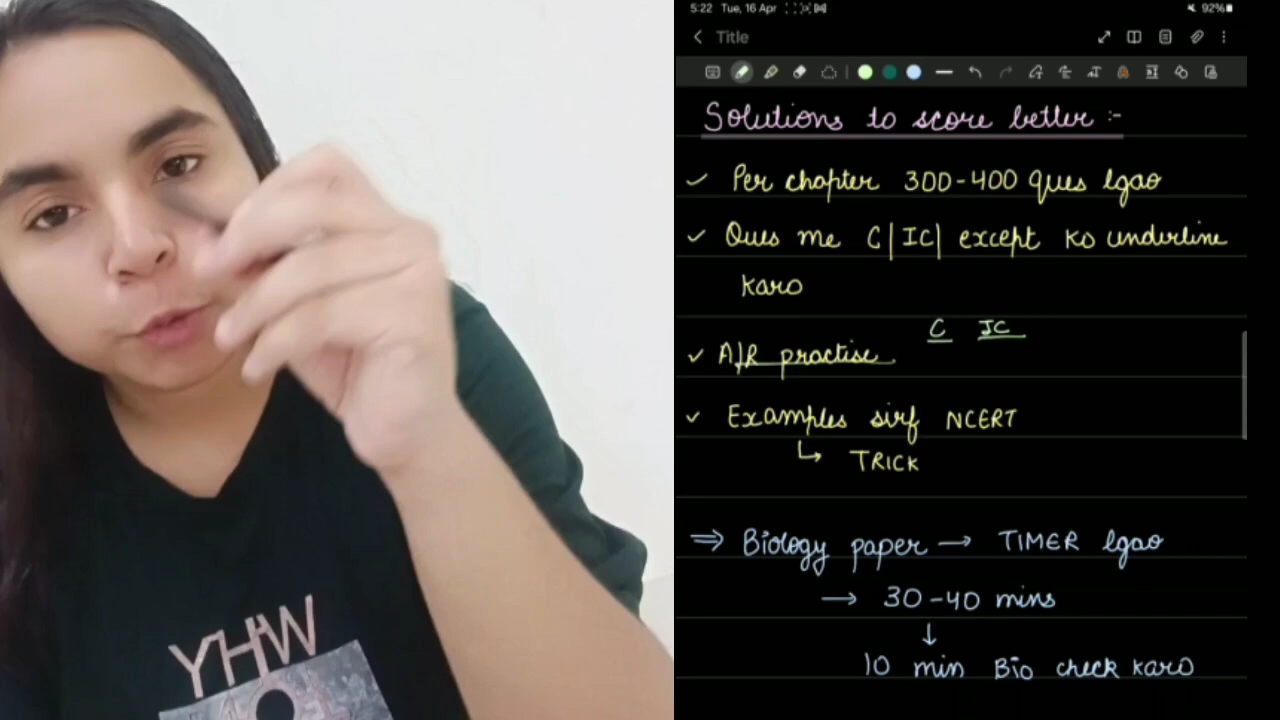 5:22 Tue, 16 Apr
92%
Title
Solutions to score better :-
✓ Per chapter 300-400 ques lgao
✓ Ques me C|IC| except ko underline
karo
C IC
✓ A/R practise
✓ Examples sirf NCERT
↳ TRICK
⇒ Biology paper → TIMER lgao
→ 30-40 mins
↓
10 min Bio check karo
YHW